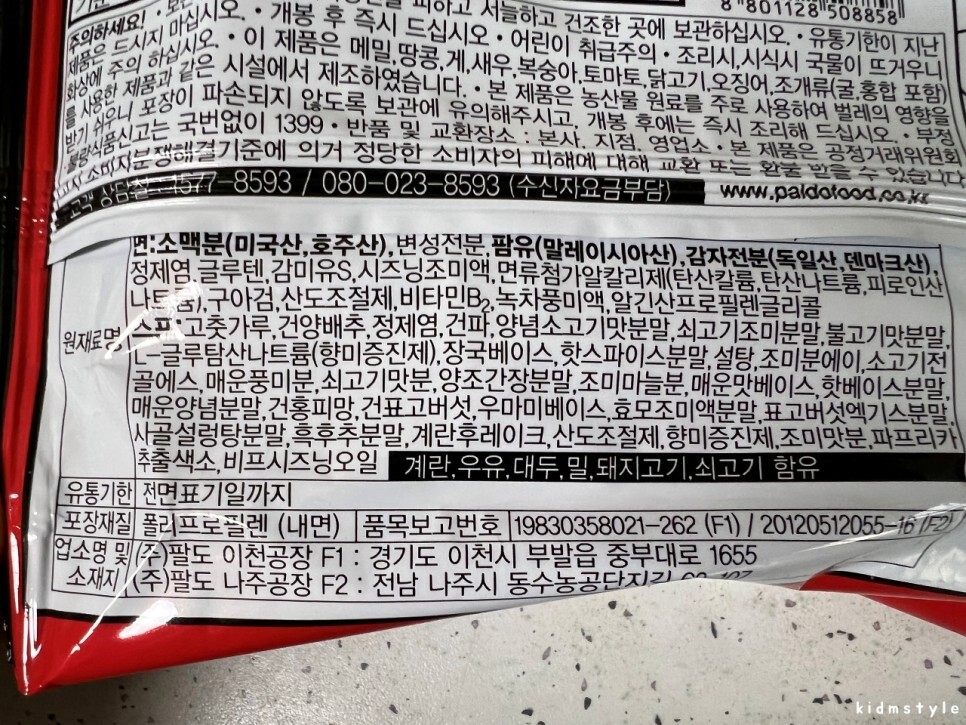 피하고 서늘하고 건조한 곳에 보관하십시오. • 유통기한이 지난
8 801128 508858
주의하세요! •
제품은 드시지 마십시오. • 개봉 후 즉시 드십시오 • 어린이 취급주의 • 조리시,시식시 국물이 뜨거우니
화상에 주의 하십시오. • 이 제품은 메밀,땅콩,게,새우,복숭아,토마토,닭고기,오징어,조개류(굴,홍합 포함)
를 사용한 제품과 같은 시설에서 제조하였습니다. • 본 제품은 농산물 원료를 주로 사용하여 벌레의 영향을
받기 쉬우니 포장이 파손되지 않도록 보관에 유의해주시고, 개봉 후에는 즉시 조리해 드십시오. • 부정
불량식품신고는 국번없이 1399 • 반품 및 교환장소 : 본사, 지점, 영업소 • 본 제품은 공정거래위원회
고시 소비자분쟁해결기준에 의거 정당한 소비자의 피해에 대해 교환 또는 환불 받을 수 있습니다.
고객 상담실:1577-8593 / 080-023-8593 (수신자요금부담) www.paldofood.co.kr
원재료명
면:소맥분(미국산,호주산),변성전분,팜유(말레이시아산),감자전분(독일산,덴마크산),
정제염,글루텐,감미유S,시즈닝조미액,면류첨가알칼리제(탄산칼륨,탄산나트륨,피로인산
나트륨),구아검,산도조절제,비타민B₂,녹차풍미액,알긴산프로필렌글리콜
스프:고춧가루,건양배추,정제염,건파,양념소고기맛분말,쇠고기조미분말,불고기맛분말,
L-글루탐산나트륨(향미증진제),장국베이스,핫스파이스분말,설탕,조미분에이,소고기전
골에스,매운풍미분,쇠고기맛분,양조간장분말,조미마늘분,매운맛베이스,핫베이스분말,
매운양념분말,건홍피망,건표고버섯,우마미베이스,효모조미액분말,표고버섯엑기스분말,
사골설렁탕분말,흑후추분말,계란후레이크,산도조절제,향미증진제,조미맛분,파프리카
추출색소,비프시즈닝오일 계란,우유,대두,밀,돼지고기,쇠고기 함유
유통기한 전면표기일까지
포장재질 폴리프로필렌 (내면) 품목보고번호 19830358021-262 (F1) / 20120512055-16 (F2)
업소명 및 (주)팔도 이천공장 F1 : 경기도 이천시 부발읍 중부대로 1655
소재지 (주)팔도 나주공장 F2 : 전남 나주시 동수농공단지길
kidmstyle